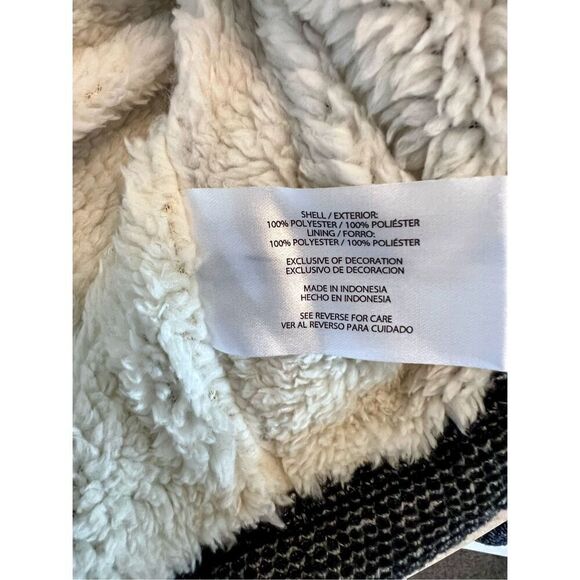 SHELL / EXTERIOR:
100% POLYESTER / 100% POLIÉSTER
LINING / FORRO:
100% POLYESTER / 100% POLIÉSTER
EXCLUSIVE OF DECORATION
EXCLUSIVO DE DECORACION
MADE IN INDONESIA
HECHO EN INDONESIA
SEE REVERSE FOR CARE
VER AL REVERSO PARA CUIDADO